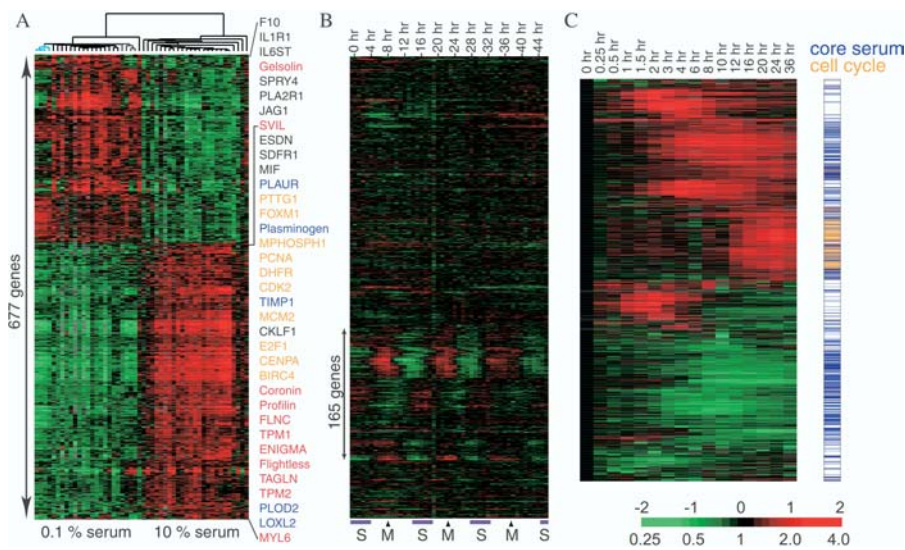 A
B
C
F10
IL1R1
IL6ST
Gelsolin
SPRY4
PLA2R1
JAG1
SVIL
ESDN
SDFR1
MIF
PLAUR
PTTG1
FOXM1
Plasminogen
MPHOSPH1
PCNA
DHFR
CDK2
TIMP1
MCM2
CKLF1
E2F1
CENPA
BIRC4
Coronin
Profilin
FLNC
TPM1
ENIGMA
Flightless
TAGLN
TPM2
PLOD2
LOXL2
MYL6
677 genes
0.1 % serum 10 % serum
-0 hr
-4 hr
-8 hr
-12 hr
-16 hr
-20 hr
-24 hr
-28 hr
-32 hr
-36 hr
-40 hr
-44 hr
165 genes
S M S M S M S
0 hr
0.25 hr
0.5 hr
1 hr
1.5 hr
2 hr
3 hr
4 hr
6 hr
8 hr
10 hr
12 hr
16 hr
20 hr
24 hr
36 hr
core serum
cell cycle
-2 -1 0 1 2
0.25 0.5 1 2.0 4.0